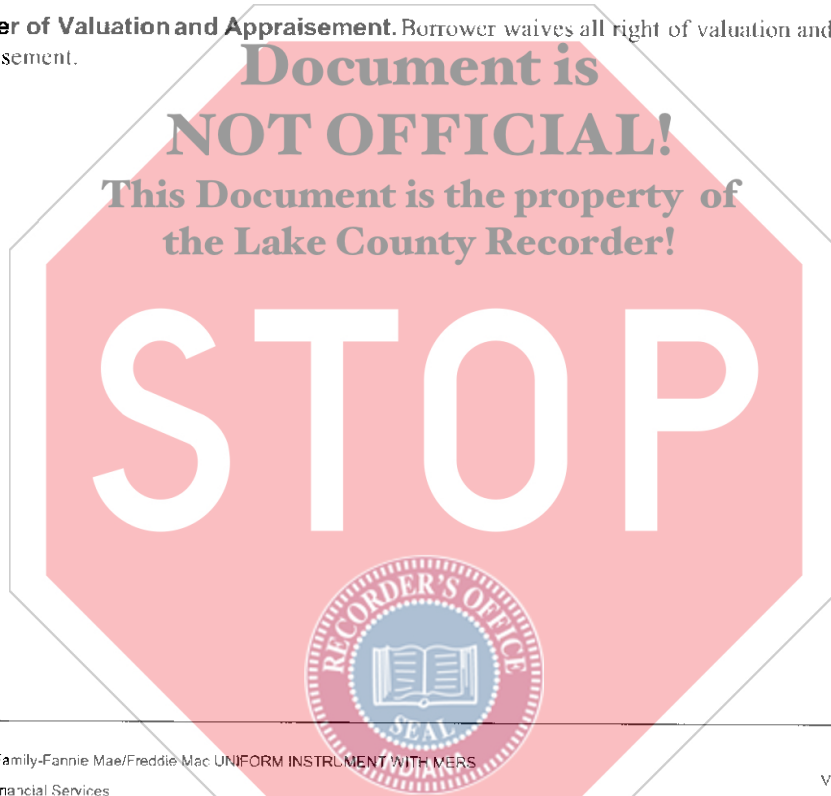 er of Valuation and Appraisement. Borrower waives all right of valuation and
sement.
Document is
NOT OFFICIAL!
This Document is the property of
the Lake County Recorder!
STOP
RECORDER'S OFFICE
SEAL
INDIANA
Family-Fannie Mae/Freddie Mac UNIFORM INSTRUMENT WITH MERS
nancial Services
V